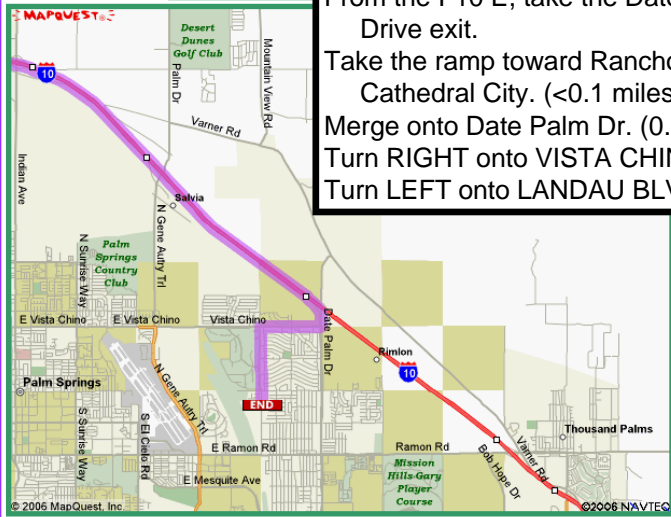 From the I 10 E, take the Date
Drive exit.
Take the ramp toward Rancho
Cathedral City. (<0.1 miles
Merge onto Date Palm Dr. (0.
Turn RIGHT onto VISTA CHIN
Turn LEFT onto LANDAU BLV
MAPQUEST
10
Desert
Dunes
Golf Club
Palm Dr
Mountain View Rd
Varner Rd
Indian Ave
Salvia
N Gene Autry Trl
N Sunrise Way
Palm
Springs
Country
Club
E Vista Chino
E Vista Chino
Vista Chino
Date Palm Dr
Rimlon
10
Palm Springs
N Gene Autry Trl
END
S Sunrise Way
S El Cielo Rd
E Ramon Rd
Ramon Rd
Thousand Palms
Bob Hope Dr
Varner Rd
Mission
Hills-Gary
Player
Course
E Mesquite Ave
© 2006 MapQuest, Inc.
©2006 NAVTEQ